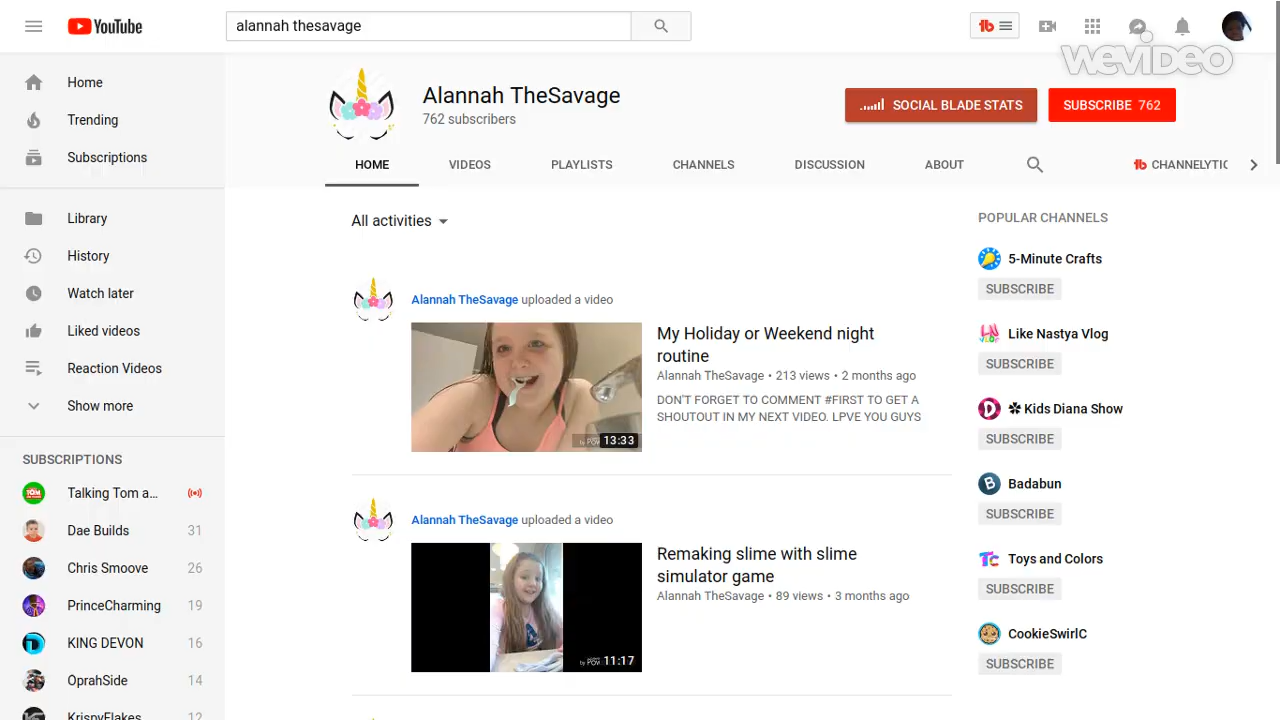 YouTube
alannah thesavage
WeVideo
Home
Trending
Subscriptions
Library
History
Watch later
Liked videos
Reaction Videos
Show more
SUBSCRIPTIONS
Talking Tom a...
Dae Builds 31
Chris Smoove 26
PrinceCharming 19
KING DEVON 16
OprahSide 14
KrispyFlakes 12
Alannah TheSavage
762 subscribers
SOCIAL BLADE STATS
SUBSCRIBE 762
HOME VIDEOS PLAYLISTS CHANNELS DISCUSSION ABOUT CHANNELYTIC
All activities
Alannah TheSavage uploaded a video
My Holiday or Weekend night
routine
Alannah TheSavage • 213 views • 2 months ago
DON'T FORGET TO COMMENT #FIRST TO GET A
SHOUTOUT IN MY NEXT VIDEO. LPVE YOU GUYS
13:33
Alannah TheSavage uploaded a video
Remaking slime with slime
simulator game
Alannah TheSavage • 89 views • 3 months ago
11:17
POPULAR CHANNELS
5-Minute Crafts
SUBSCRIBE
Like Nastya Vlog
SUBSCRIBE
✤ Kids Diana Show
SUBSCRIBE
Badabun
SUBSCRIBE
Toys and Colors
SUBSCRIBE
CookieSwirlC
SUBSCRIBE